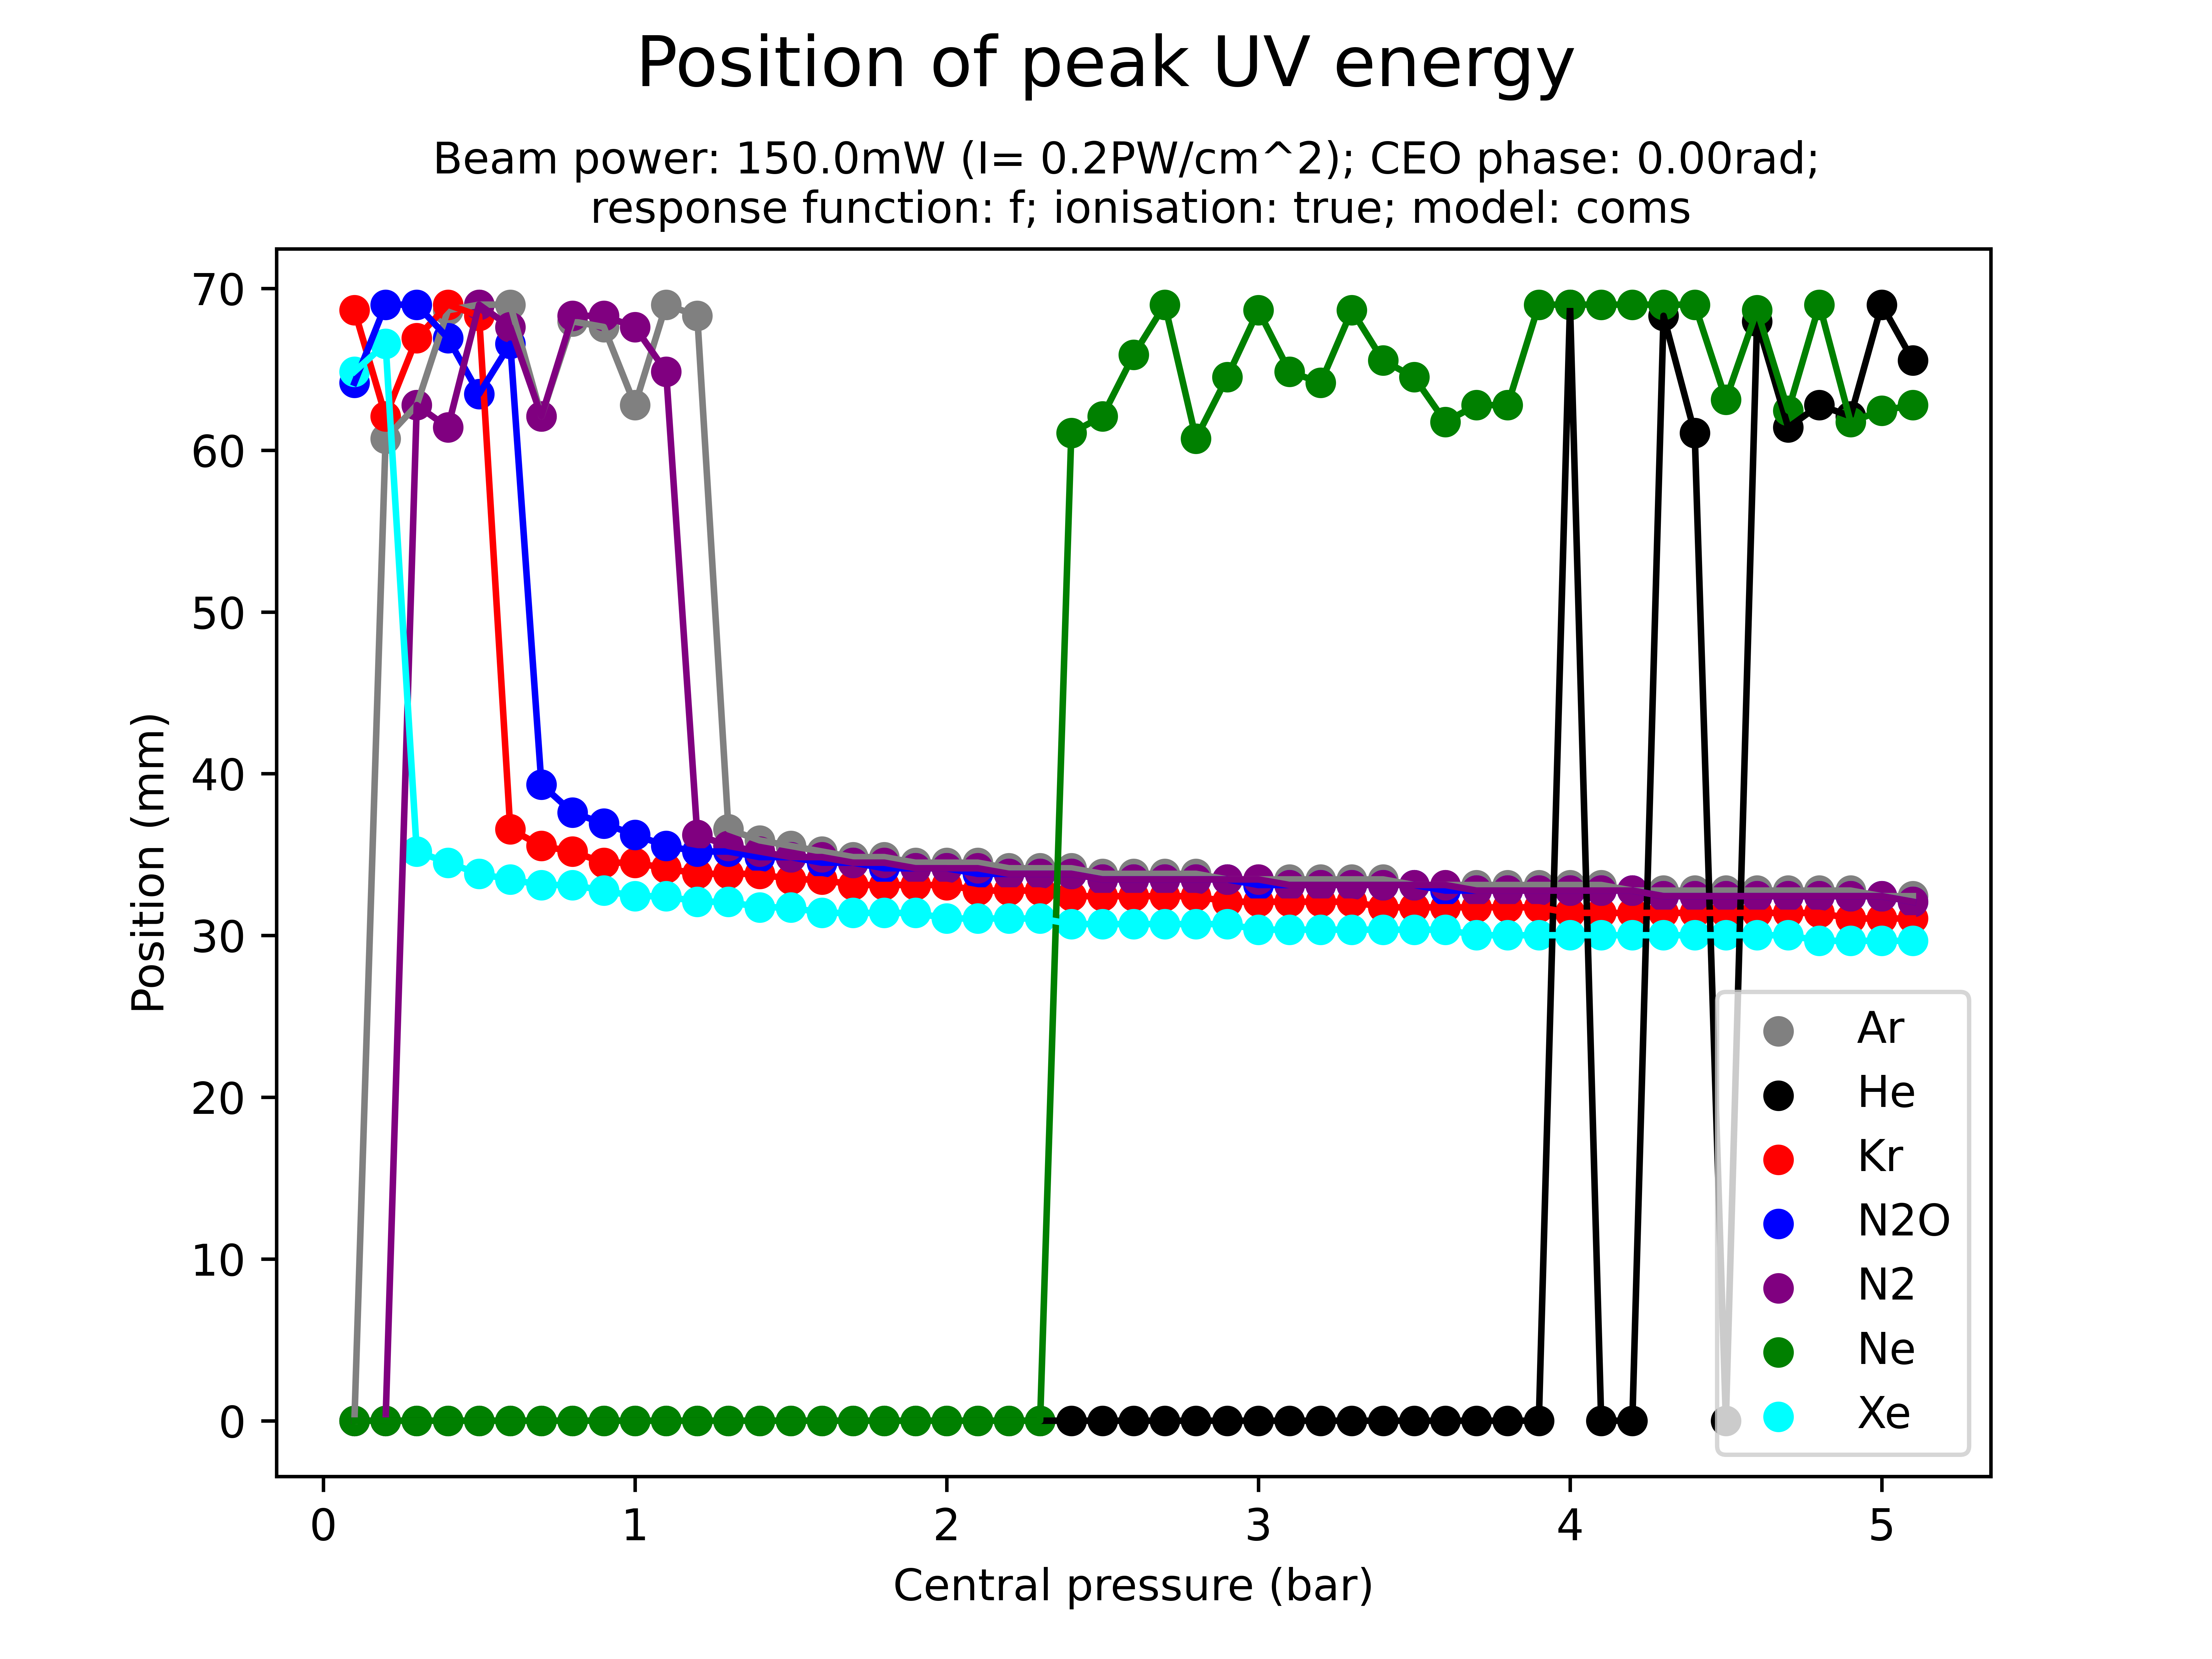 Position of peak UV energy
Beam power: 150.0mW (I= 0.2PW/cm^2); CEO phase: 0.00rad;
response function: f; ionisation: true; model: coms
70
60
50
40
30
20
10
0
Position (mm)
Ar
He
Kr
N2O
N2
Ne
Xe
0 1 2 3 4 5
Central pressure (bar)